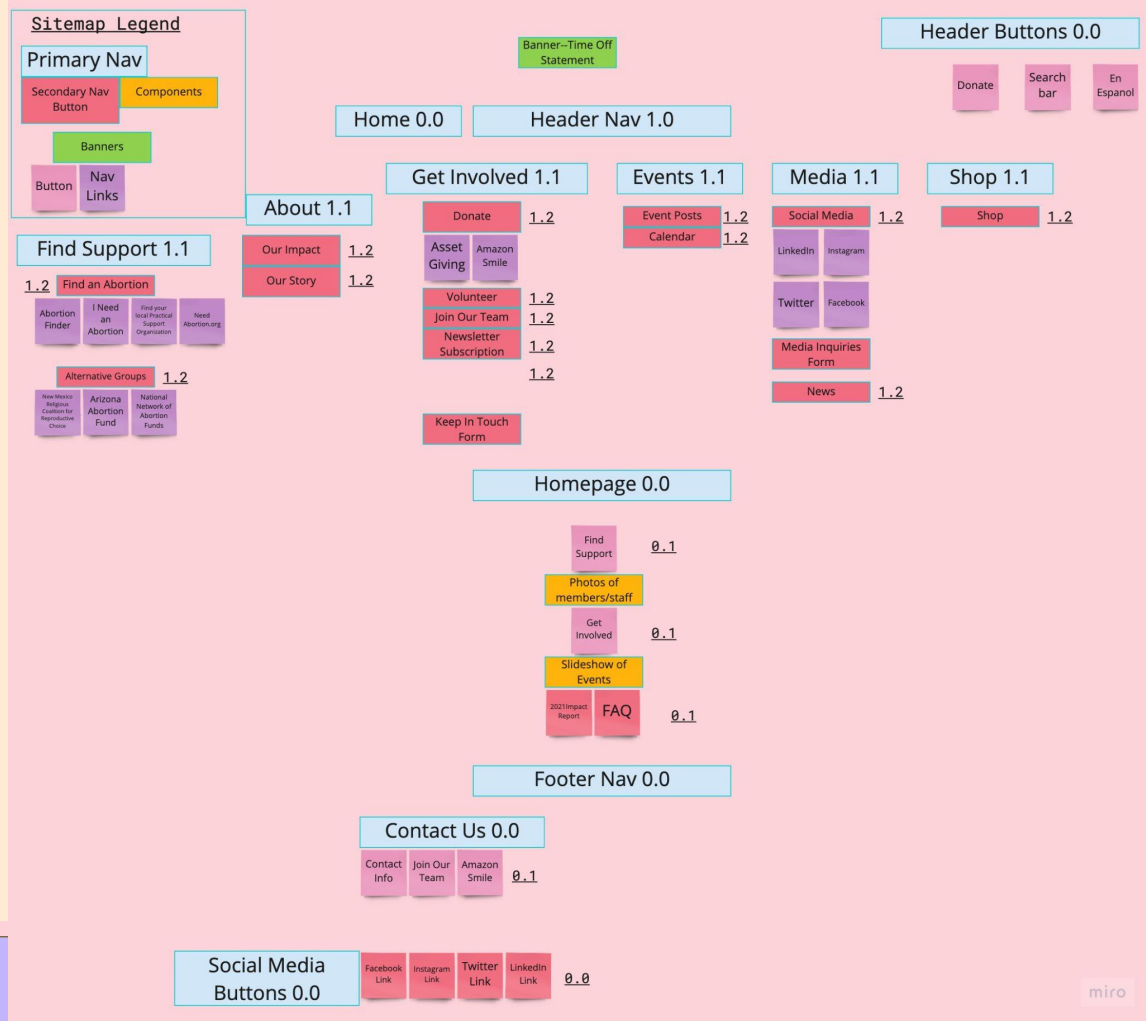 Sitemap Legend
Primary Nav
Secondary Nav
Button
Components
Banners
Button
Nav
Links
Banner--Time Off
Statement
Header Buttons 0.0
Donate
Search
bar
En
Espanol
Home 0.0
Header Nav 1.0
Find Support 1.1
1.2
Find an Abortion
Abortion
Finder
I Need
an
Abortion
Find your
local Practical
Support
Organization
Need
Abortion.org
Alternative Groups
1.2
New Mexico
Religious
Coalition for
Reproductive
Choice
Arizona
Abortion
Fund
National
Network of
Abortion
Funds
About 1.1
Our Impact
1.2
Our Story
1.2
Get Involved 1.1
Donate
1.2
Asset
Giving
Amazon
Smile
Volunteer
1.2
Join Our Team
1.2
Newsletter
Subscription
1.2
1.2
Keep In Touch
Form
Events 1.1
Event Posts
1.2
Calendar
1.2
Media 1.1
Social Media
1.2
LinkedIn
Instagram
Twitter
Facebook
Media Inquiries
Form
News
1.2
Shop 1.1
Shop
1.2
Homepage 0.0
Find
Support
0.1
Photos of
members/staff
Get
Involved
0.1
Slideshow of
Events
2021Impact
Report
FAQ
0.1
Footer Nav 0.0
Contact Us 0.0
Contact
Info
Join Our
Team
Amazon
Smile
0.1
Social Media
Buttons 0.0
Facebook
Link
Instagram
Link
Twitter
Link
LinkedIn
Link
0.0
miro